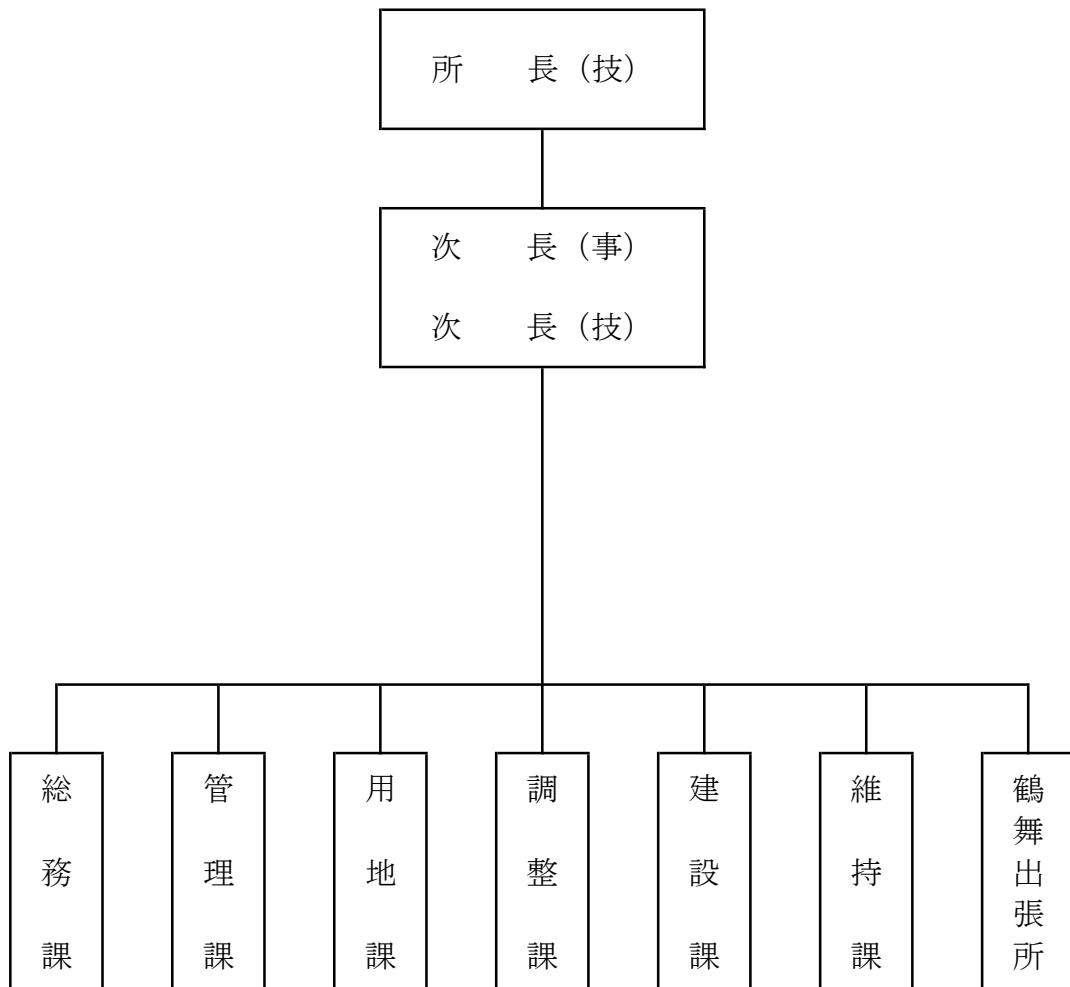 所　　長（技）
次　　長（事）
次　　長（技）
総務課
管理課
用地課
調整課
建設課
維持課
鶴舞出張所